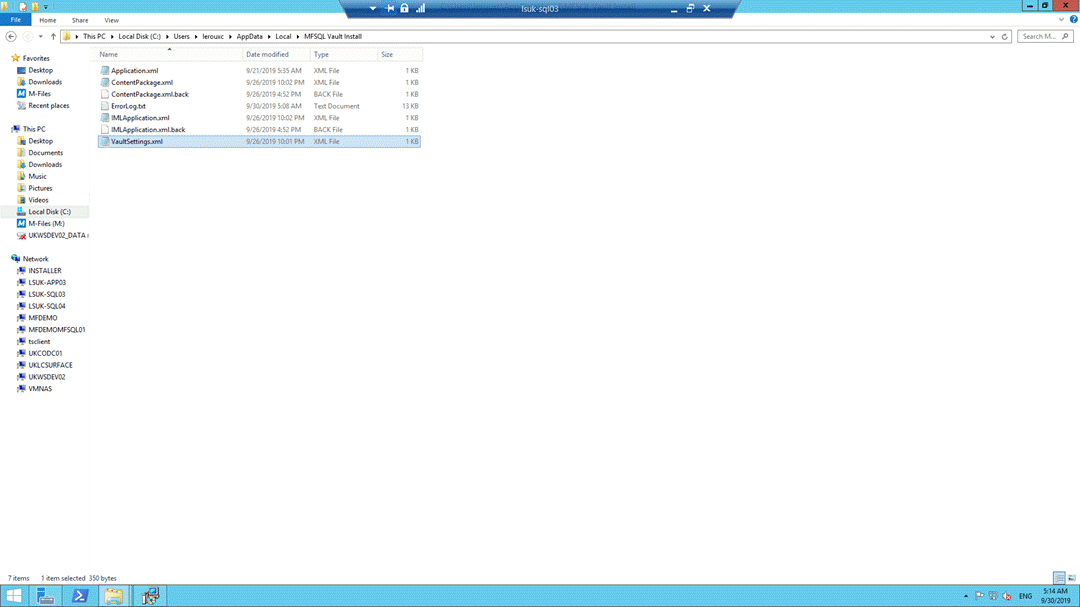 lsuk-sql03
File Home Share View
This PC Local Disk (C:) Users lerouxc AppData Local MFSQL Vault Install
Search M...
Name Date modified Type Size
Application.xml 9/21/2019 5:35 AM XML File 1 KB
ContentPackage.xml 9/26/2019 10:02 PM XML File 1 KB
ContentPackage.xml.back 9/26/2019 4:52 PM BACK File 1 KB
ErrorLog.txt 9/30/2019 5:08 AM Text Document 13 KB
IMLApplication.xml 9/26/2019 10:02 PM XML File 1 KB
IMLApplication.xml.back 9/26/2019 4:52 PM BACK File 1 KB
VaultSettings.xml 9/26/2019 10:01 PM XML File 1 KB
Favorites
Desktop
Downloads
M-Files
Recent places
This PC
Desktop
Documents
Downloads
Music
Pictures
Videos
Local Disk (C:)
M-Files (M:)
UKWSDEV02_DATA
Network
INSTALLER
LSUK-APP03
LSUK-SQL03
LSUK-SQL04
MFDEMO
MFDEMOMFSQL01
tsclient
UKCODC01
UKLCSURFACE
UKWSDEV02
VMNAS
7 items 1 item selected 350 bytes
ENG
5:14 AM
9/30/2019